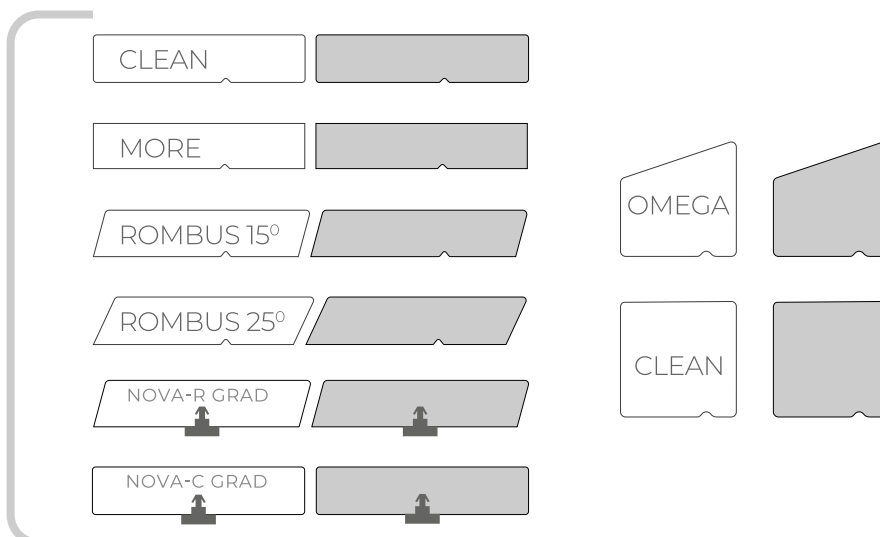 CLEAN
MORE
ROMBUS 15⁰
ROMBUS 25⁰
NOVA-R GRAD
NOVA-C GRAD
OMEGA
CLEAN